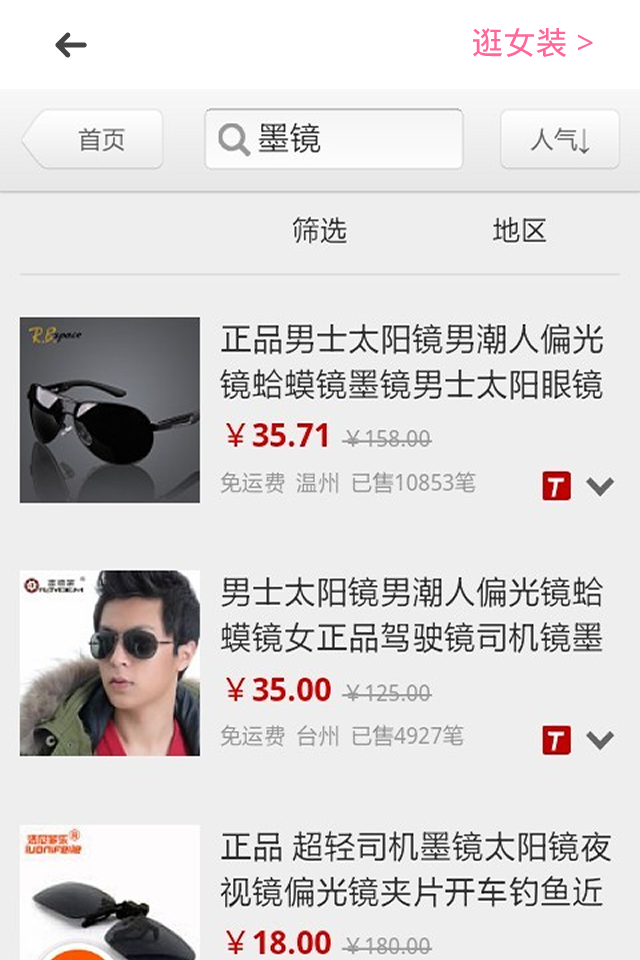 逛女装 >
首页
墨镜
人气↓
筛选
地区
R.Bspace
正品男士太阳镜男潮人偏光
镜蛤蟆镜墨镜男士太阳眼镜
￥35.71 ￥158.00
免运费 温州 已售10853笔
T
男士太阳镜男潮人偏光镜蛤
蟆镜女正品驾驶镜司机镜墨
￥35.00 ￥125.00
免运费 台州 已售4927笔
T
正品 超轻司机墨镜太阳镜夜
视镜偏光镜夹片开车钓鱼近
￥18.00 ￥180.00